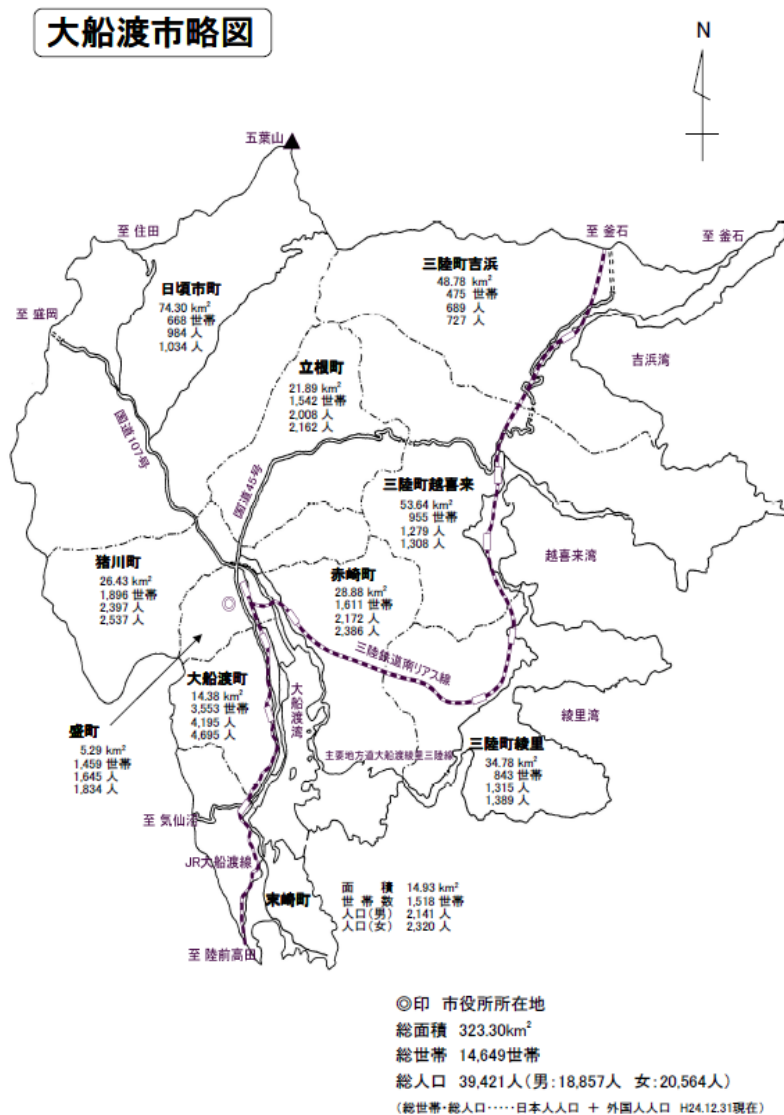 大船渡市略図
N
五葉山
至 住田
至 釜石
至 釜石
三陸町吉浜
48.78 km²
475 世帯
689 人
727 人
日頃市町
74.30 km²
668 世帯
984 人
1,034 人
至 盛岡
吉浜湾
立根町
21.89 km²
1,542 世帯
2,008 人
2,162 人
国道107号
国道45号
三陸町越喜来
53.64 km²
955 世帯
1,279 人
1,308 人
越喜来湾
猪川町
26.43 km²
1,896 世帯
2,397 人
2,537 人
赤崎町
28.88 km²
1,611 世帯
2,172 人
2,386 人
◎
三陸鉄道南リアス線
大船渡町
14.38 km²
3,553 世帯
4,195 人
4,695 人
大船渡湾
綾里湾
盛町
5.29 km²
1,459 世帯
1,645 人
1,834 人
主要地方道大船渡綾里三陸線
三陸町綾里
34.78 km²
843 世帯
1,315 人
1,389 人
至 気仙沼
JR大船渡線
末崎町
面積 14.93 km²
世帯数 1,518 世帯
人口(男) 2,141 人
人口(女) 2,320 人
至 陸前高田
◎印 市役所所在地
総面積 323.30km²
総世帯 14,649世帯
総人口 39,421人(男:18,857人 女:20,564人)
(総世帯・総人口‥‥‥日本人人口 + 外国人人口 H24.12.31現在)